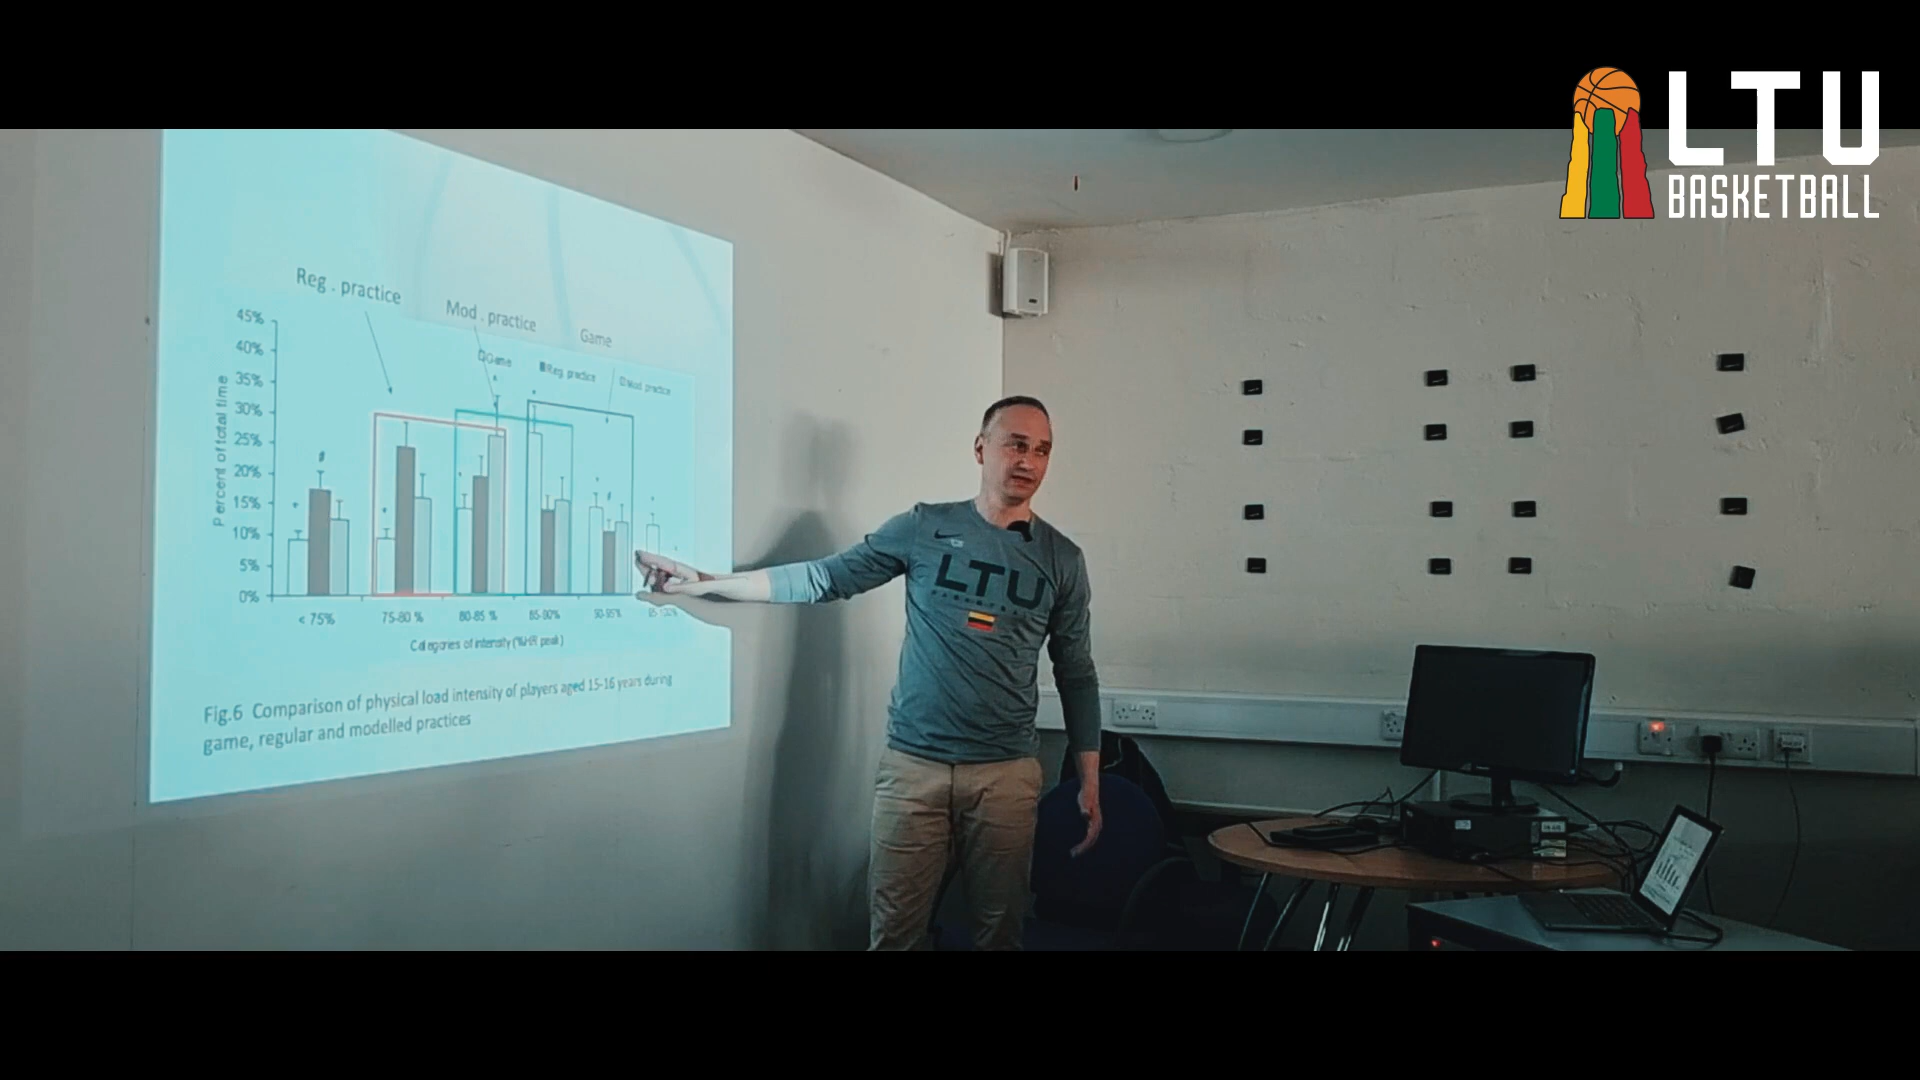 LTU
BASKETBALL
Reg . practice
Mod . practice
Game
Game
Reg. practice
Mod. practice
45%
40%
35%
30%
25%
20%
15%
10%
5%
0%
Percent of total time
< 75%
75-80 %
80-85 %
85-90%
90-95%
Categories of intensity (%HR peak)
Fig.6 Comparison of physical load intensity of players aged 15-16 years during
game, regular and modelled practices
LTU